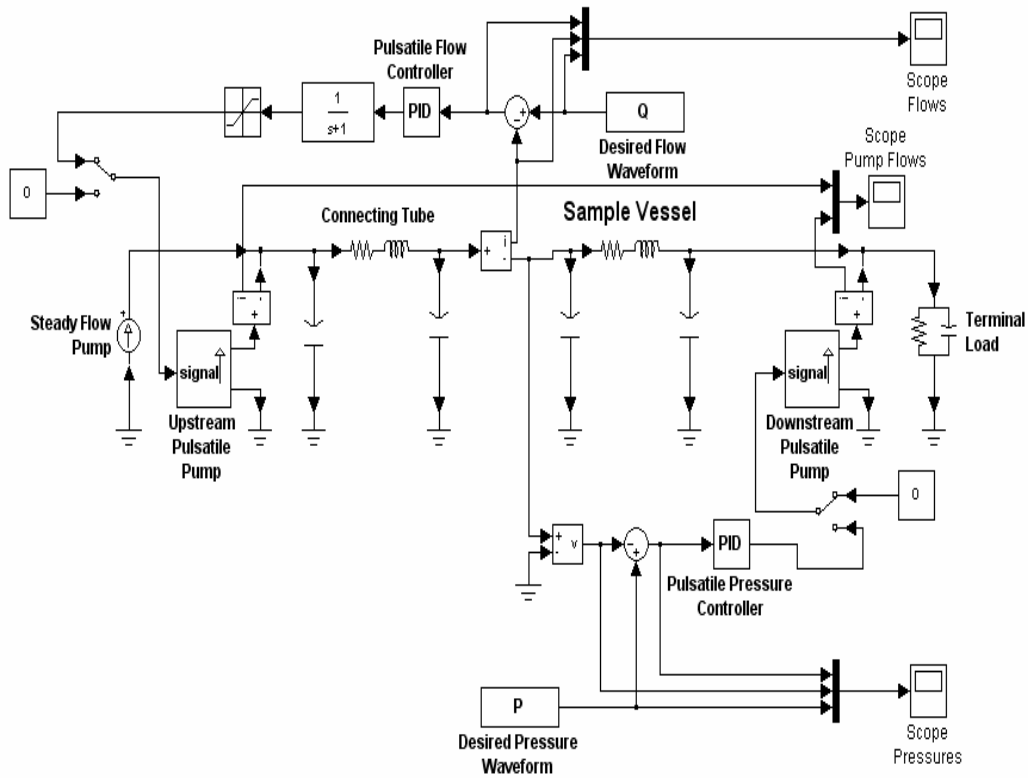 Pulsatile Flow
Controller
1
s+1
PID
- +
Q
Desired Flow
Waveform
Scope
Flows
Scope
Pump Flows
0
Connecting Tube
Sample Vessel
+ i
-
+
Steady Flow
Pump
- i
+
signal
Upstream
Pulsatile
Pump
- i
+
signal
Downstream
Pulsatile
Pump
Terminal
Load
0
+
- v
-
+
PID
Pulsatile Pressure
Controller
P
Desired Pressure
Waveform
Scope
Pressures